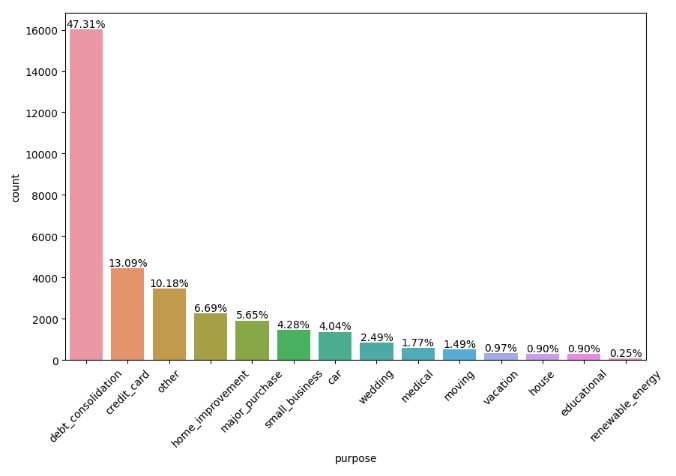 47.31%
16000
14000
12000
10000
8000
6000
4000
2000
0
count
13.09%
10.18%
6.69%
5.65%
4.28%
4.04%
2.49%
1.77%
1.49%
0.97%
0.90%
0.90%
0.25%
debt_consolidation
credit_card
other
home_improvement
major_purchase
small_business
car
wedding
medical
moving
vacation
house
educational
renewable_energy
purpose